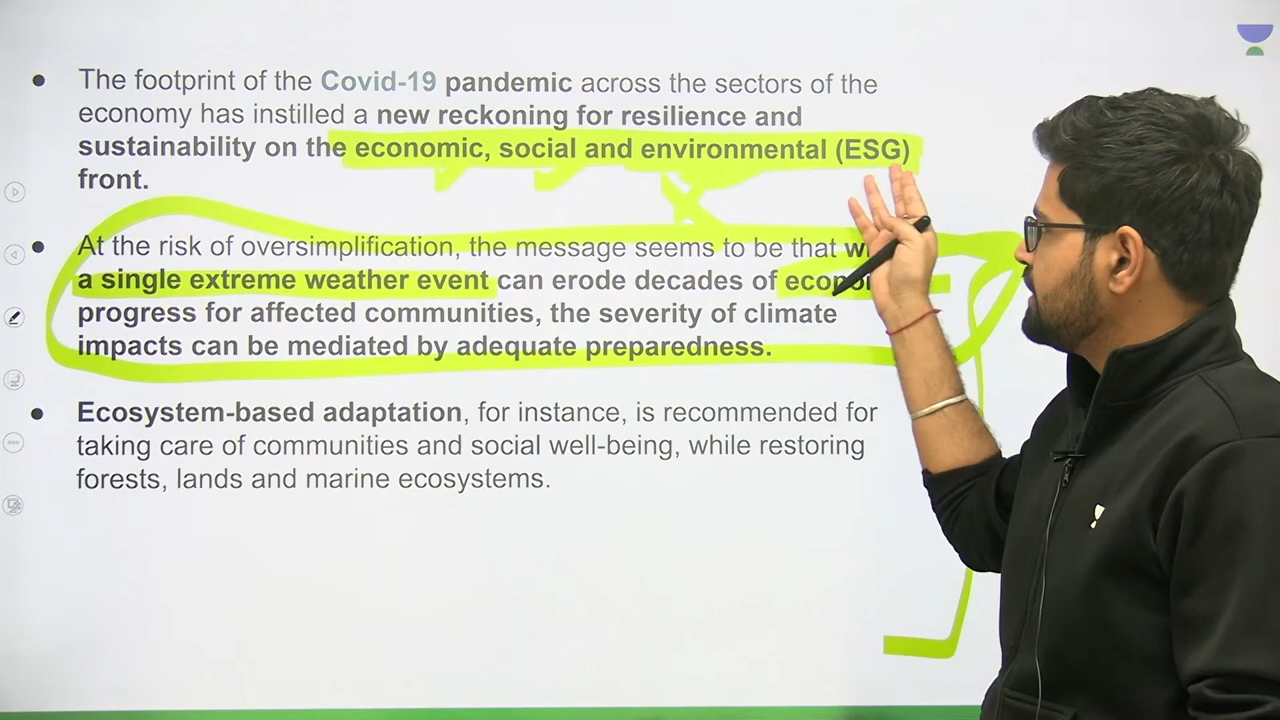 The footprint of the Covid-19 pandemic across the sectors of the
economy has instilled a new reckoning for resilience and
sustainability on the economic, social and environmental (ESG)
front.
At the risk of oversimplification, the message seems to be that
a single extreme weather event can erode decades of
progress for affected communities, the severity of climate
impacts can be mediated by adequate preparedness.
Ecosystem-based adaptation, for instance, is recommended for
taking care of communities and social well-being, while restoring
forests, lands and marine ecosystems.